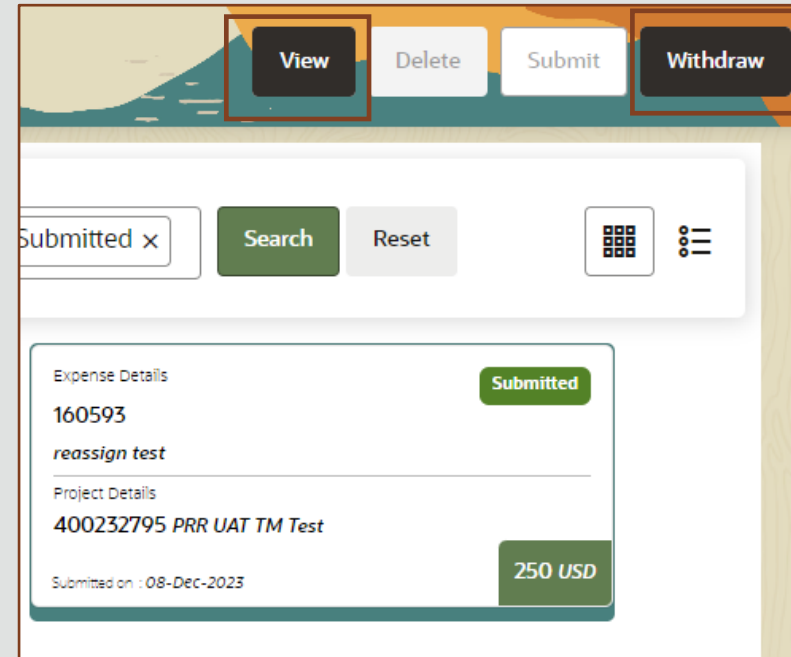 View Delete Submit Withdraw
Submitted × Search Reset
Expense Details
Submitted
160593
reassign test
Project Details
400232795 PRR UAT TM Test
Submitted on : 08-Dec-2023
250 USD